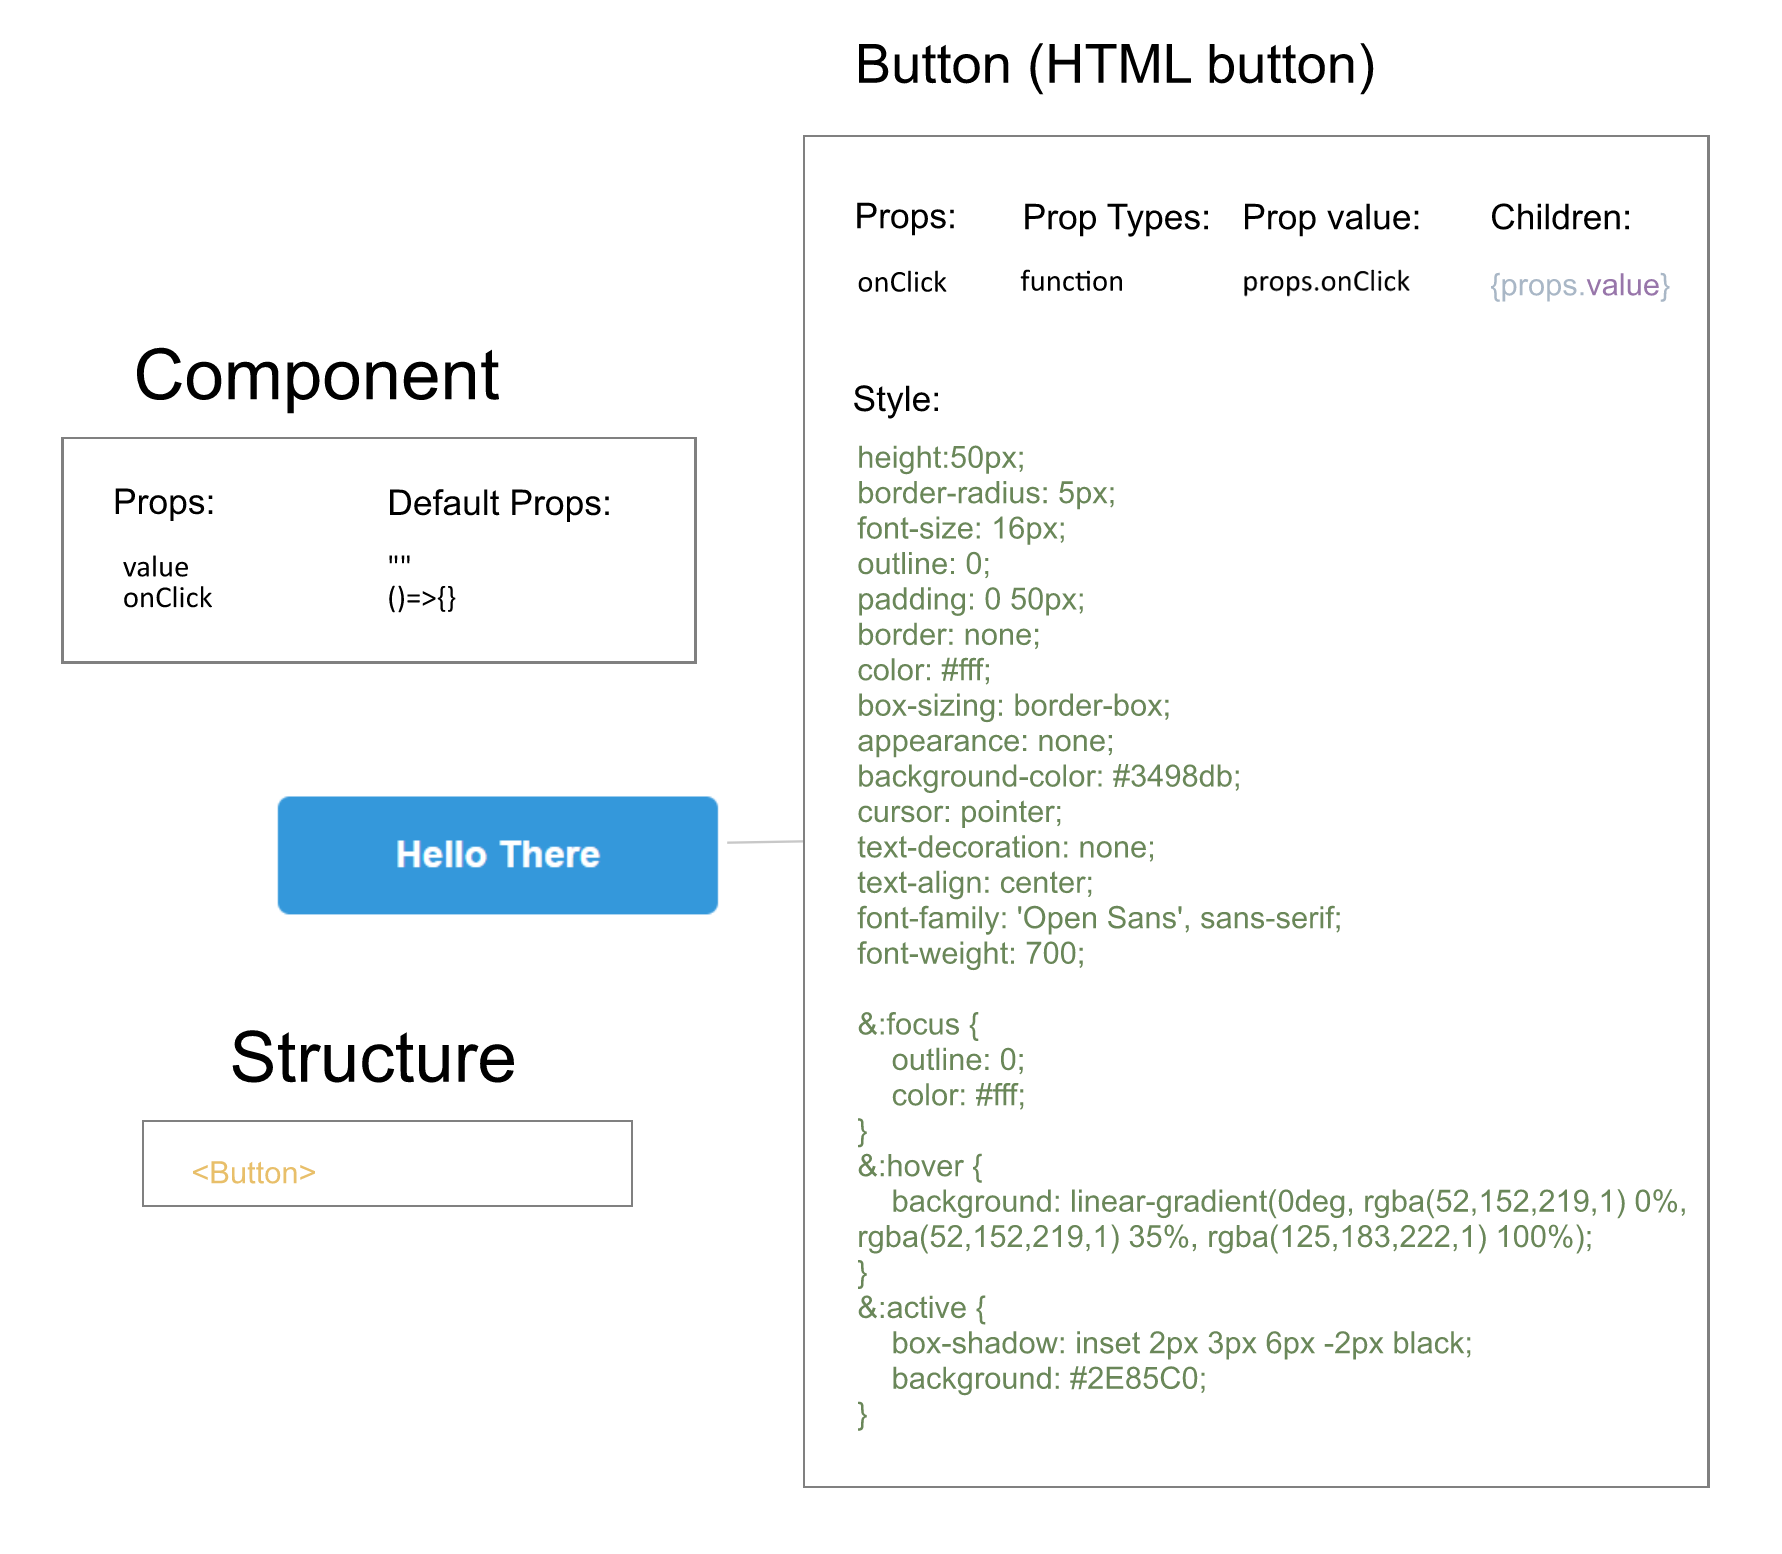 Button (HTML button)
Props: Prop Types: Prop value: Children:
onClick function props.onClick {props.value}
Style:
height:50px;
border-radius: 5px;
font-size: 16px;
outline: 0;
padding: 0 50px;
border: none;
color: #fff;
box-sizing: border-box;
appearance: none;
background-color: #3498db;
cursor: pointer;
text-decoration: none;
text-align: center;
font-family: 'Open Sans', sans-serif;
font-weight: 700;
&:focus {
outline: 0;
color: #fff;
}
&:hover {
background: linear-gradient(0deg, rgba(52,152,219,1) 0%,
rgba(52,152,219,1) 35%, rgba(125,183,222,1) 100%);
}
&:active {
box-shadow: inset 2px 3px 6px -2px black;
background: #2E85C0;
}
Component
Props: Default Props:
value ""
onClick ()=>{}
Hello There
Structure
<Button>